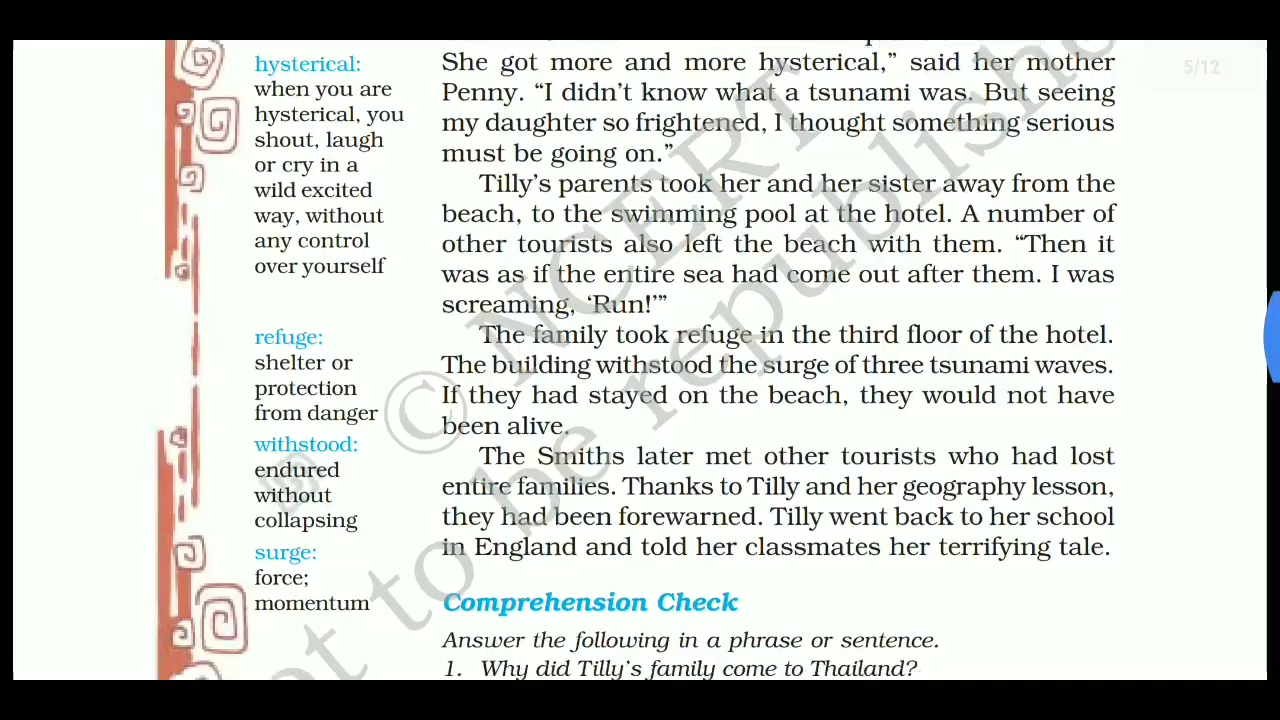 5/12
hysterical:
when you are
hysterical, you
shout, laugh
or cry in a
wild excited
way, without
any control
over yourself
refuge:
shelter or
protection
from danger
withstood:
endured
without
collapsing
surge:
force;
momentum
She got more and more hysterical,” said her mother
Penny. “I didn’t know what a tsunami was. But seeing
my daughter so frightened, I thought something serious
must be going on.”
Tilly’s parents took her and her sister away from the
beach, to the swimming pool at the hotel. A number of
other tourists also left the beach with them. “Then it
was as if the entire sea had come out after them. I was
screaming, ‘Run!’”
The family took refuge in the third floor of the hotel.
The building withstood the surge of three tsunami waves.
If they had stayed on the beach, they would not have
been alive.
The Smiths later met other tourists who had lost
entire families. Thanks to Tilly and her geography lesson,
they had been forewarned. Tilly went back to her school
in England and told her classmates her terrifying tale.
Comprehension Check
Answer the following in a phrase or sentence.
1. Why did Tilly’s family come to Thailand?
© NCERT
to be republishe